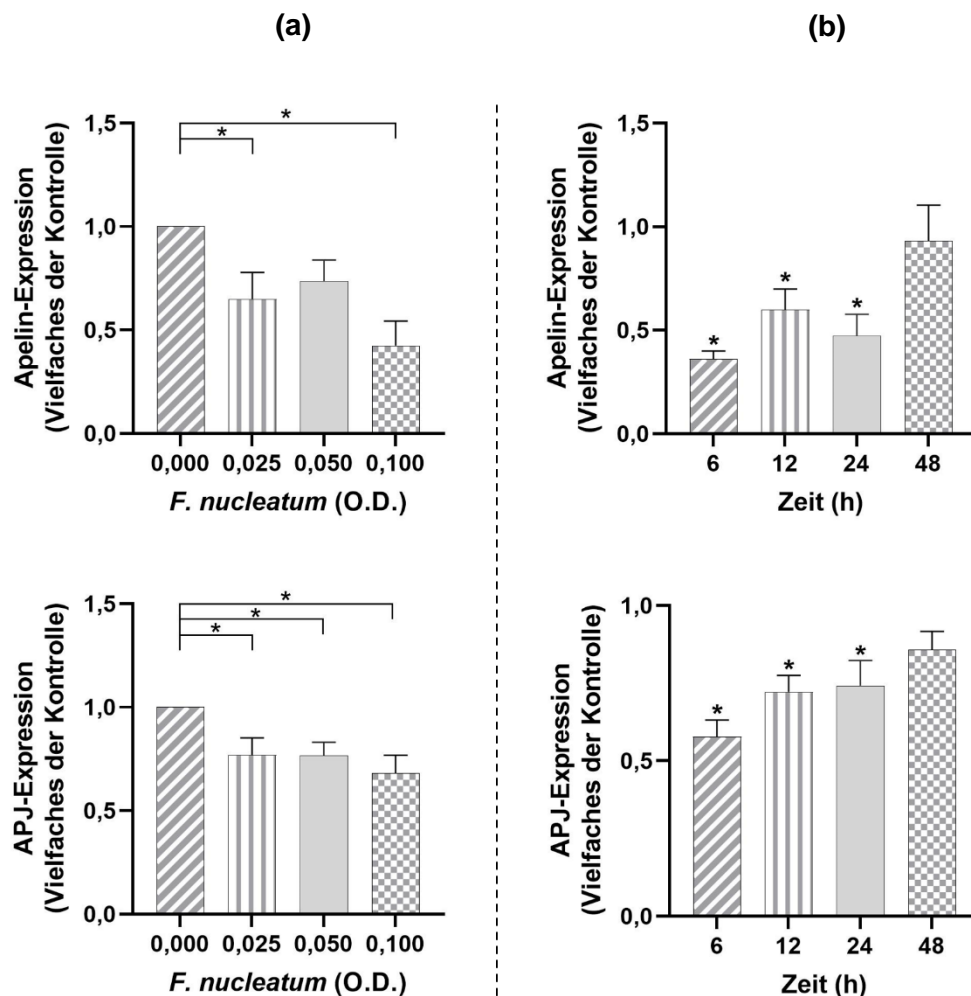 (a)
Apelin-Expression
(Vielfaches der Kontrolle)
1,5
1,0
0,5
0,0
*
*
0,000 0,025 0,050 0,100
F. nucleatum (O.D.)
APJ-Expression
(Vielfaches der Kontrolle)
1,5
1,0
0,5
0,0
*
*
*
0,000 0,025 0,050 0,100
F. nucleatum (O.D.)
(b)
Apelin-Expression
(Vielfaches der Kontrolle)
1,5
1,0
0,5
0,0
*
*
*
6 12 24 48
Zeit (h)
APJ-Expression
(Vielfaches der Kontrolle)
1,0
0,5
0,0
*
*
*
6 12 24 48
Zeit (h)